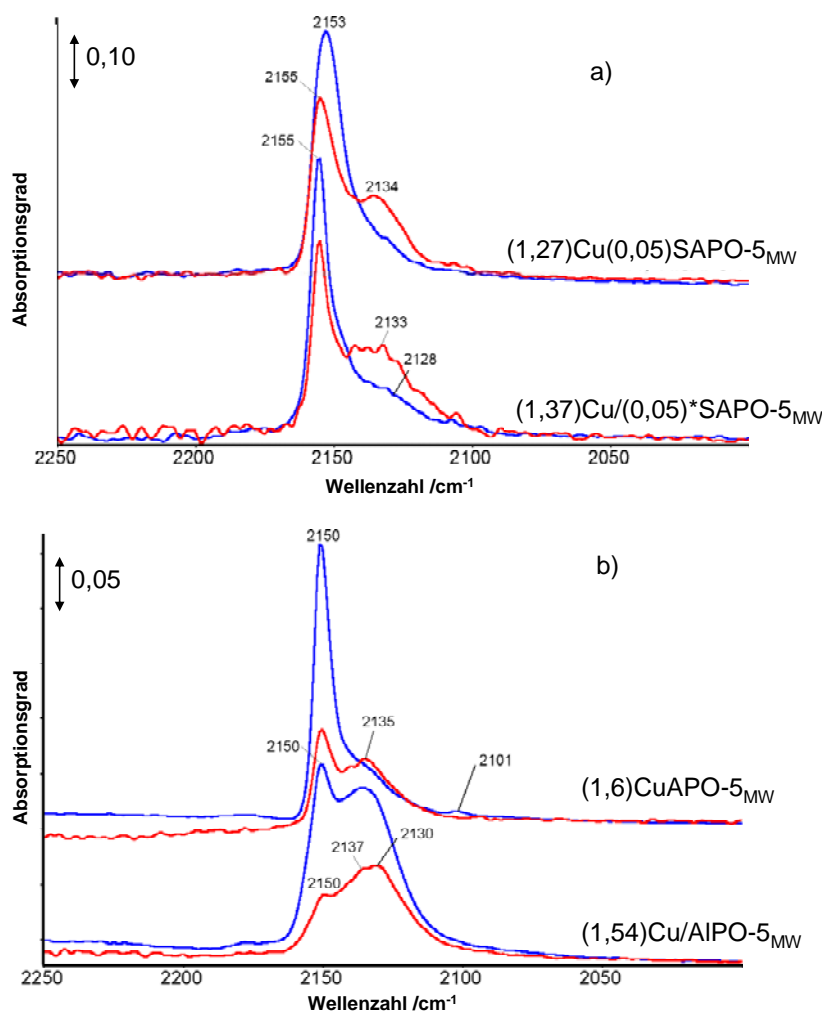 2153
0,10
a)
2155
2155
2134
(1,27)Cu(0,05)SAPO-5MW
2133
2128
(1,37)Cu/(0,05)*SAPO-5MW
Absorptionsgrad
2250 2200 2150 2100 2050
Wellenzahl /cm-1
2150
0,05
b)
2135
2150
2101
(1,6)CuAPO-5MW
2137 2130
2150
(1,54)Cu/AlPO-5MW
Absorptionsgrad
2250 2200 2150 2100 2050
Wellenzahl /cm-1